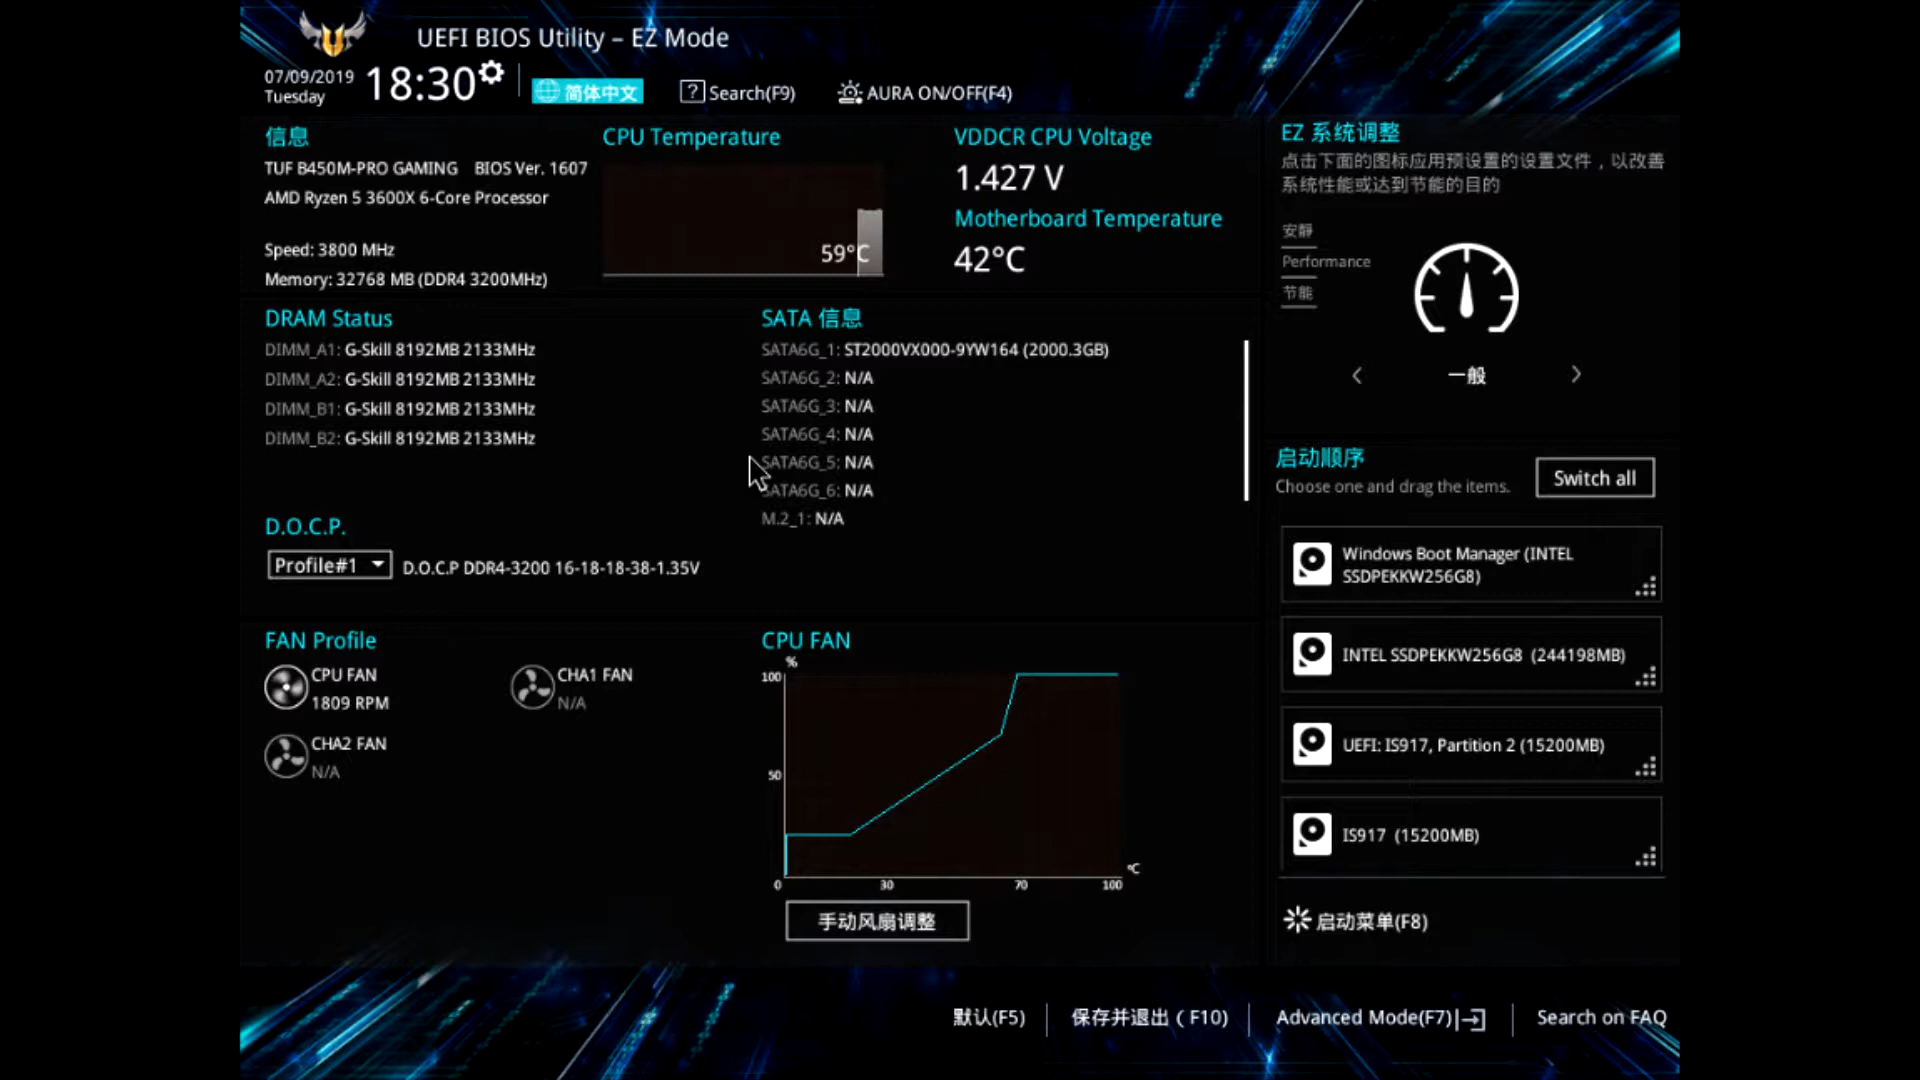 UEFI BIOS Utility – EZ Mode
07/09/2019
Tuesday
18:30
简体中文
? Search(F9)
AURA ON/OFF(F4)
信息
TUF B450M-PRO GAMING BIOS Ver. 1607
AMD Ryzen 5 3600X 6-Core Processor
Speed: 3800 MHz
Memory: 32768 MB (DDR4 3200MHz)
CPU Temperature
59°C
VDDCR CPU Voltage
1.427 V
Motherboard Temperature
42°C
DRAM Status
DIMM_A1: G-Skill 8192MB 2133MHz
DIMM_A2: G-Skill 8192MB 2133MHz
DIMM_B1: G-Skill 8192MB 2133MHz
DIMM_B2: G-Skill 8192MB 2133MHz
SATA 信息
SATA6G_1: ST2000VX000-9YW164 (2000.3GB)
SATA6G_2: N/A
SATA6G_3: N/A
SATA6G_4: N/A
SATA6G_5: N/A
SATA6G_6: N/A
M.2_1: N/A
D.O.C.P.
Profile#1
D.O.C.P DDR4-3200 16-18-18-38-1.35V
FAN Profile
CPU FAN
1809 RPM
CHA1 FAN
N/A
CHA2 FAN
N/A
CPU FAN
%
100
50
0
30
70
100
°C
手动风扇调整
EZ 系统调整
点击下面的图标应用预设置的设置文件，以改善
系统性能或达到节能的目的
安静
Performance
节能
一般
启动顺序
Choose one and drag the items.
Switch all
Windows Boot Manager (INTEL
SSDPEKKW256G8)
INTEL SSDPEKKW256G8 (244198MB)
UEFI: IS917, Partition 2 (15200MB)
IS917 (15200MB)
启动菜单(F8)
默认(F5)
保存并退出（F10)
Advanced Mode(F7)
Search on FAQ